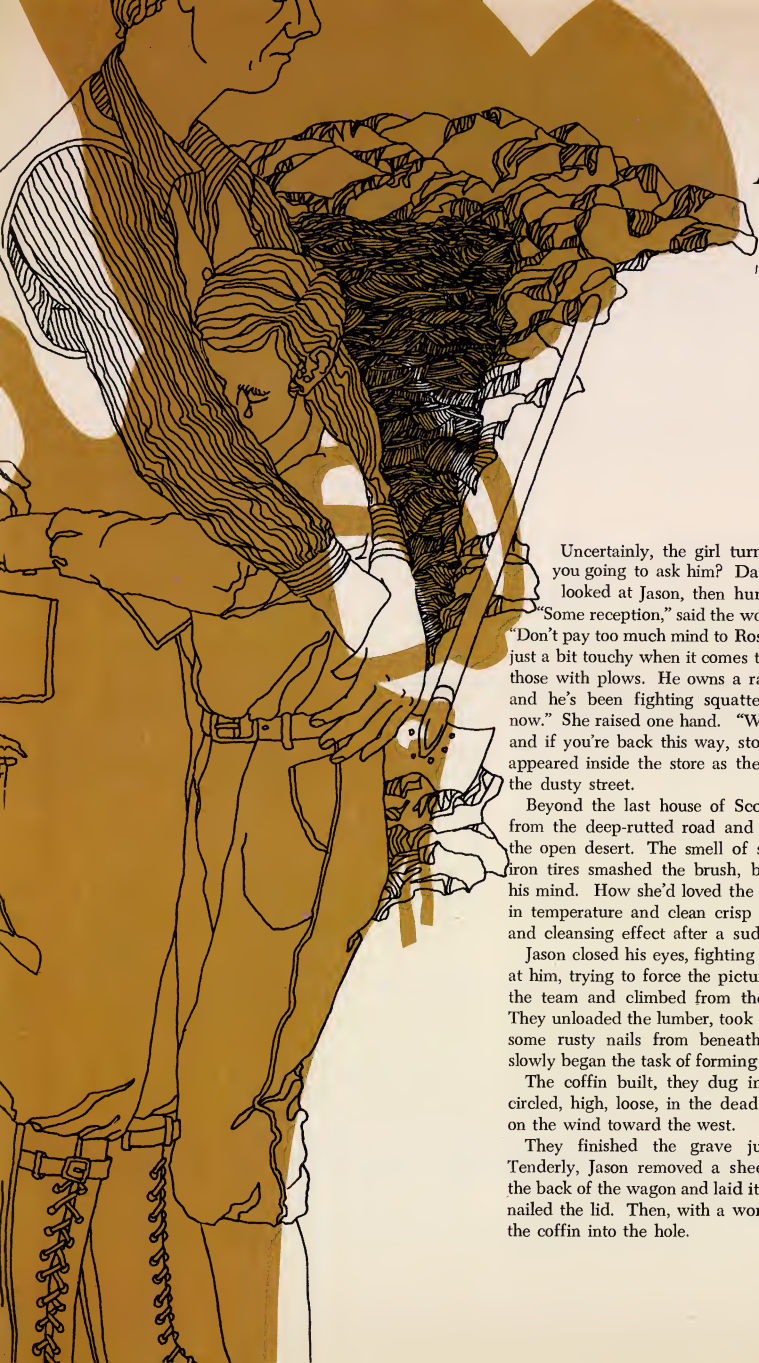 Uncertainly, the girl turn
you going to ask him? Da
looked at Jason, then hur
"Some reception," said the wo
"Don't pay too much mind to Ros
just a bit touchy when it comes t
those with plows. He owns a ra
and he's been fighting squatte
now." She raised one hand. "W
and if you're back this way, sto
appeared inside the store as the
the dusty street.
Beyond the last house of Sco
from the deep-rutted road and
the open desert. The smell of s
iron tires smashed the brush, b
his mind. How she'd loved the
in temperature and clean crisp
and cleansing effect after a sud
Jason closed his eyes, fighting
at him, trying to force the pictu
the team and climbed from the
They unloaded the lumber, took
some rusty nails from beneath
slowly began the task of forming
The coffin built, they dug in
circled, high, loose, in the dead
on the wind toward the west.
They finished the grave ju
Tenderly, Jason removed a shee
the back of the wagon and laid it
nailed the lid. Then, with a wor
the coffin into the hole.